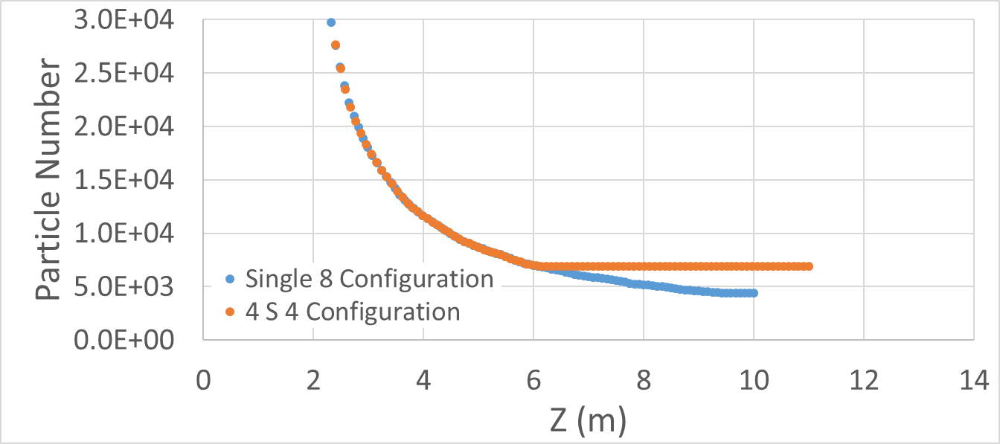 3.0E+04
2.5E+04
2.0E+04
1.5E+04
1.0E+04
5.0E+03
0.0E+00
Particle Number
Single 8 Configuration
4 S 4 Configuration
0 2 4 6 8 10 12 14
Z (m)